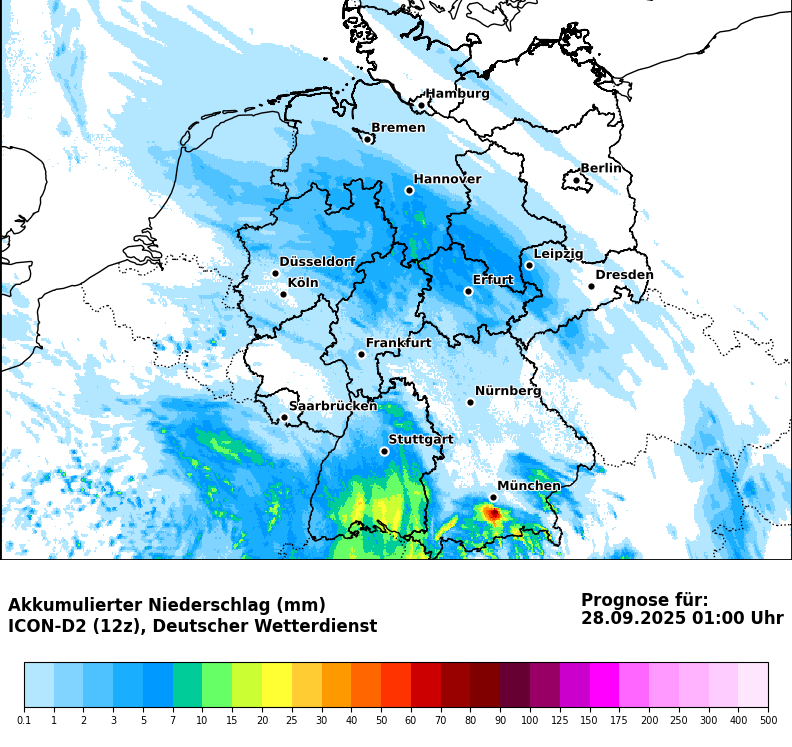 Hamburg
Bremen
Berlin
Hannover
Leipzig
Düsseldorf
Dresden
Köln
Erfurt
Frankfurt
Nürnberg
Saarbrücken
Stuttgart
München
Akkumulierter Niederschlag (mm)
ICON-D2 (12z), Deutscher Wetterdienst
Prognose für:
28.09.2025 01:00 Uhr
0.1 1 2 3 5 7 10 15 20 25 30 40 50 60 70 80 90 100 125 150 175 200 250 300 400 500